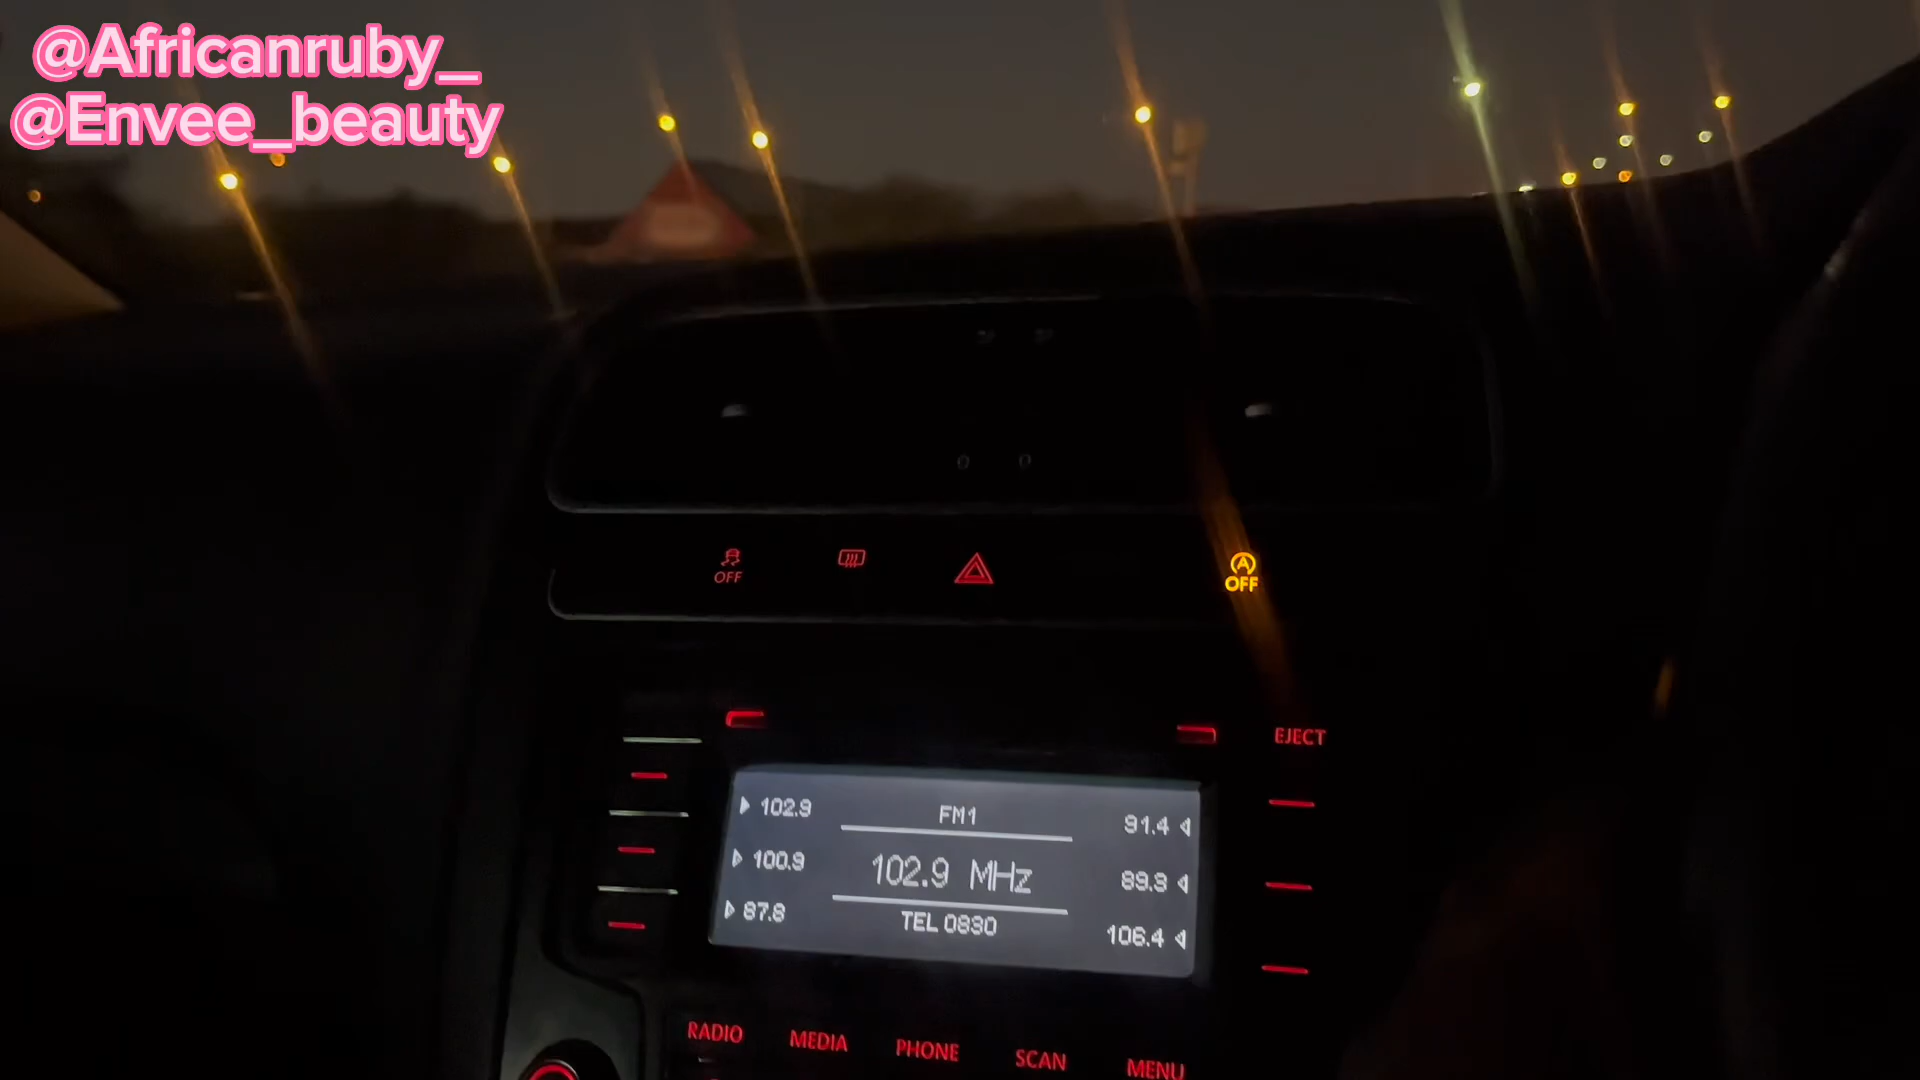 @Africanruby_
@Envee_beauty
OFF
A
OFF
EJECT
102.9
FM1
91.4
100.9
102.9 MHz
89.3
87.8
TEL 0830
106.4
RADIO
MEDIA
PHONE
SCAN
MENU